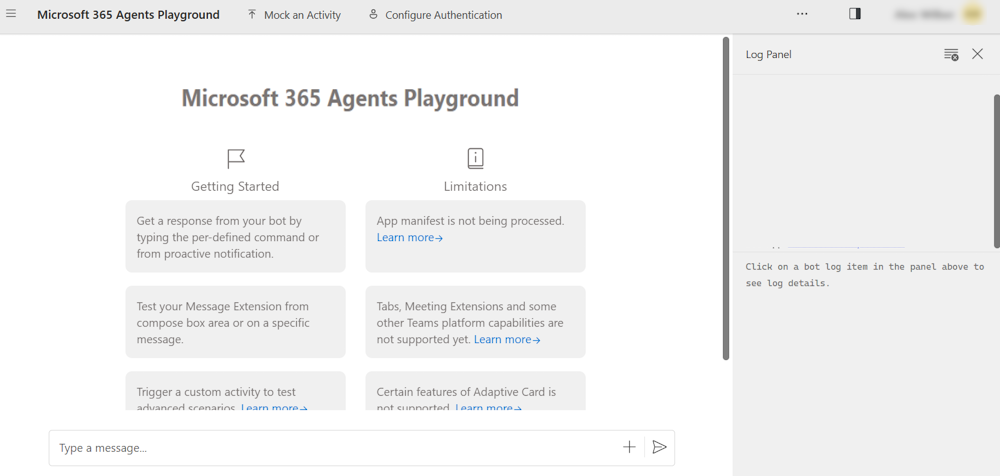 Microsoft 365 Agents Playground
Mock an Activity
Configure Authentication
Log Panel
Microsoft 365 Agents Playground
Getting Started
Get a response from your bot by
typing the per-defined command or
from proactive notification.
Test your Message Extension from
compose box area or on a specific
message.
Trigger a custom activity to test
advanced scenarios. Learn more→
Limitations
App manifest is not being processed.
Learn more→
Tabs, Meeting Extensions and some
other Teams platform capabilities are
not supported yet. Learn more→
Certain features of Adaptive Card is
not supported. Learn more→
Type a message...
Click on a bot log item in the panel above to
see log details.